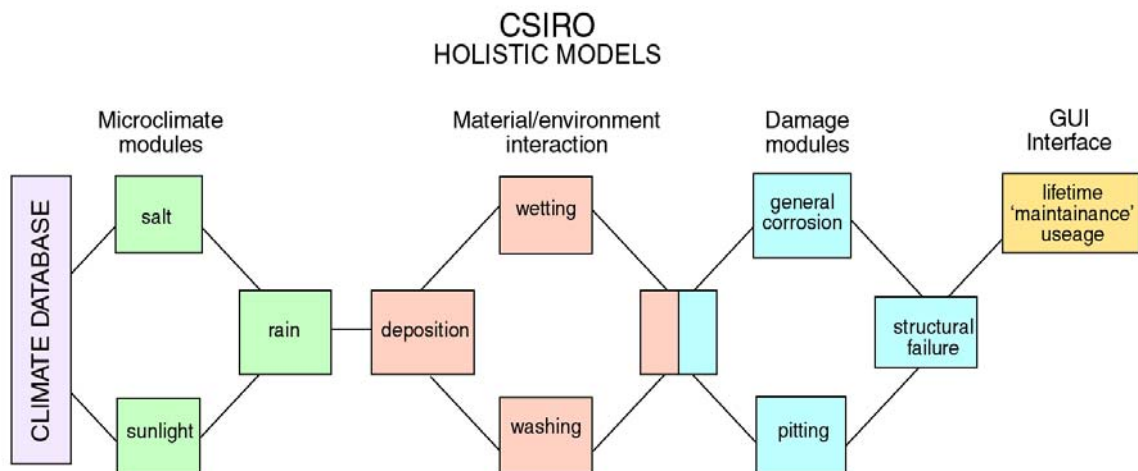 CSIRO
HOLISTIC MODELS
Microclimate
modules
Material/environment
interaction
Damage
modules
GUI
Interface
CLIMATE DATABASE
salt
sunlight
rain
deposition
wetting
washing
general
corrosion
pitting
structural
failure
lifetime
‘maintainance’
useage